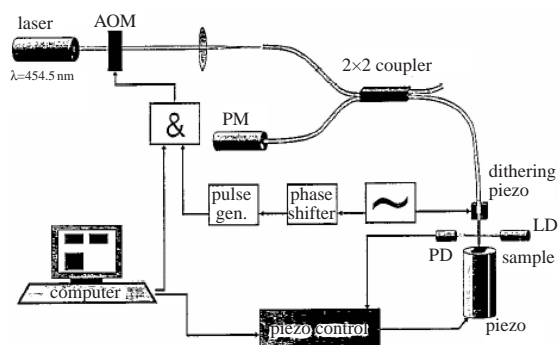 laser
AOM
λ=454.5 nm
2×2 coupler
&
PM
dithering
piezo
pulse
gen.
phase
shifter
~
LD
PD
sample
computer
piezo control
piezo